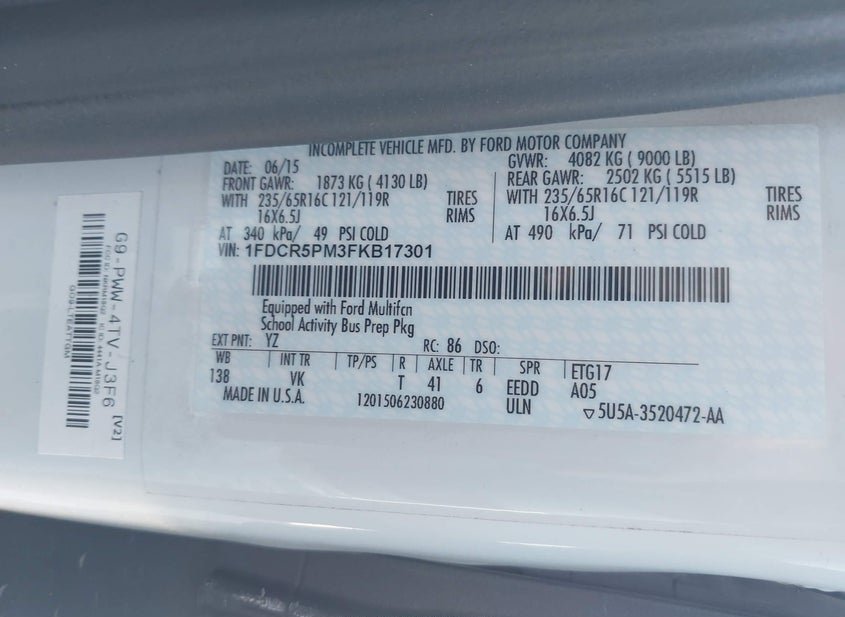 INCOMPLETE VEHICLE MFD. BY FORD MOTOR COMPANY
DATE: 06/15 GVWR: 4082 KG ( 9000 LB)
FRONT GAWR: 1873 KG ( 4130 LB) REAR GAWR: 2502 KG ( 5515 LB)
WITH 235/65R16C 121/119R TIRES WITH 235/65R16C 121/119R TIRES
16X6.5J RIMS 16X6.5J RIMS
AT 340 kPa/ 49 PSI COLD AT 490 kPa/ 71 PSI COLD
VIN: 1FDCR5PM3FKB17301
Equipped with Ford Multifcn
School Activity Bus Prep Pkg
EXT PNT: YZ RC: 86 DSO:
WB INT TR TP/PS R AXLE TR SPR ETG17
138 VK T 41 6 EEDD A05
MADE IN U.S.A. 1201506230880 ULN ▽5U5A-3520472-AA
G9-PWW-4TV-J3F6 [V2]